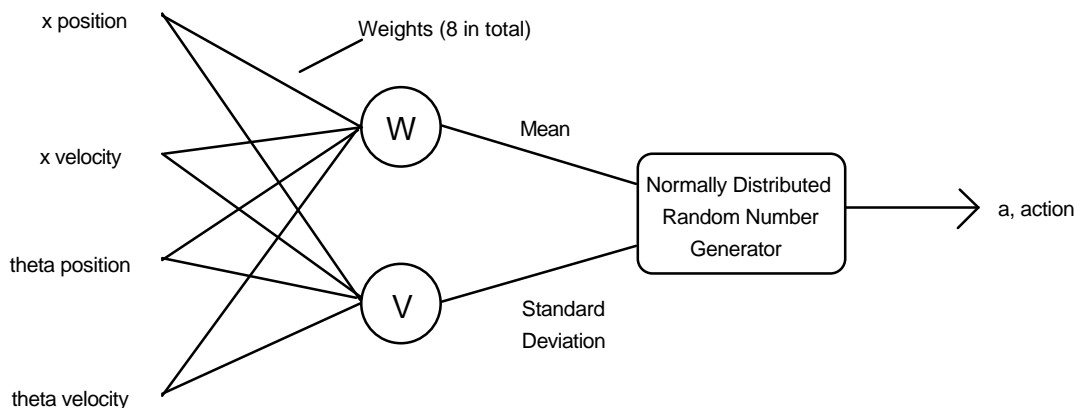 x position
Weights (8 in total)
W
Mean
x velocity
Normally Distributed
Random Number
Generator
a, action
theta position
V
Standard
Deviation
theta velocity